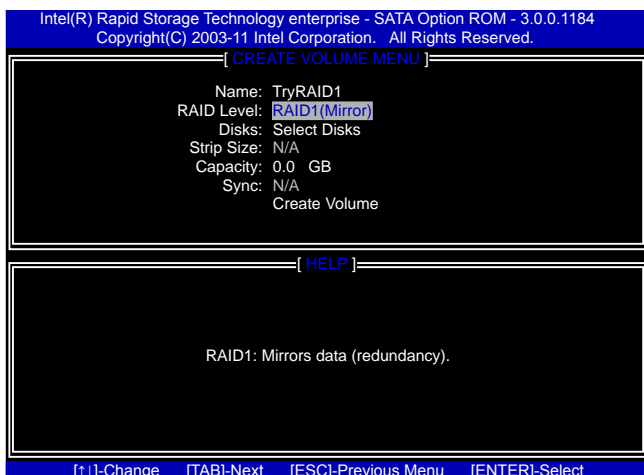 Intel(R) Rapid Storage Technology enterprise - SATA Option ROM - 3.0.0.1184
Copyright(C) 2003-11 Intel Corporation. All Rights Reserved.
[ CREATE VOLUME MENU ]
Name: TryRAID1
RAID Level: RAID1(Mirror)
Disks: Select Disks
Strip Size: N/A
Capacity: 0.0 GB
Sync: N/A
Create Volume
[ HELP ]
RAID1: Mirrors data (redundancy).
[↑↓]-Change [TAB]-Next [ESC]-Previous Menu [ENTER]-Select